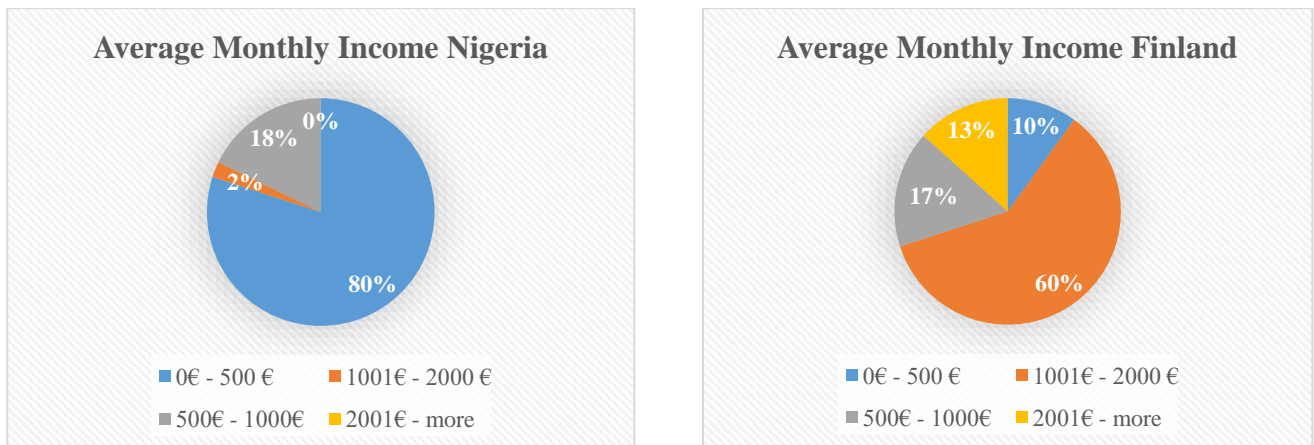 Average Monthly Income Nigeria
0%
18%
2%
80%
0€ - 500 €
1001€ - 2000 €
500€ - 1000€
2001€ - more
Average Monthly Income Finland
13%
10%
17%
60%
0€ - 500 €
1001€ - 2000 €
500€ - 1000€
2001€ - more